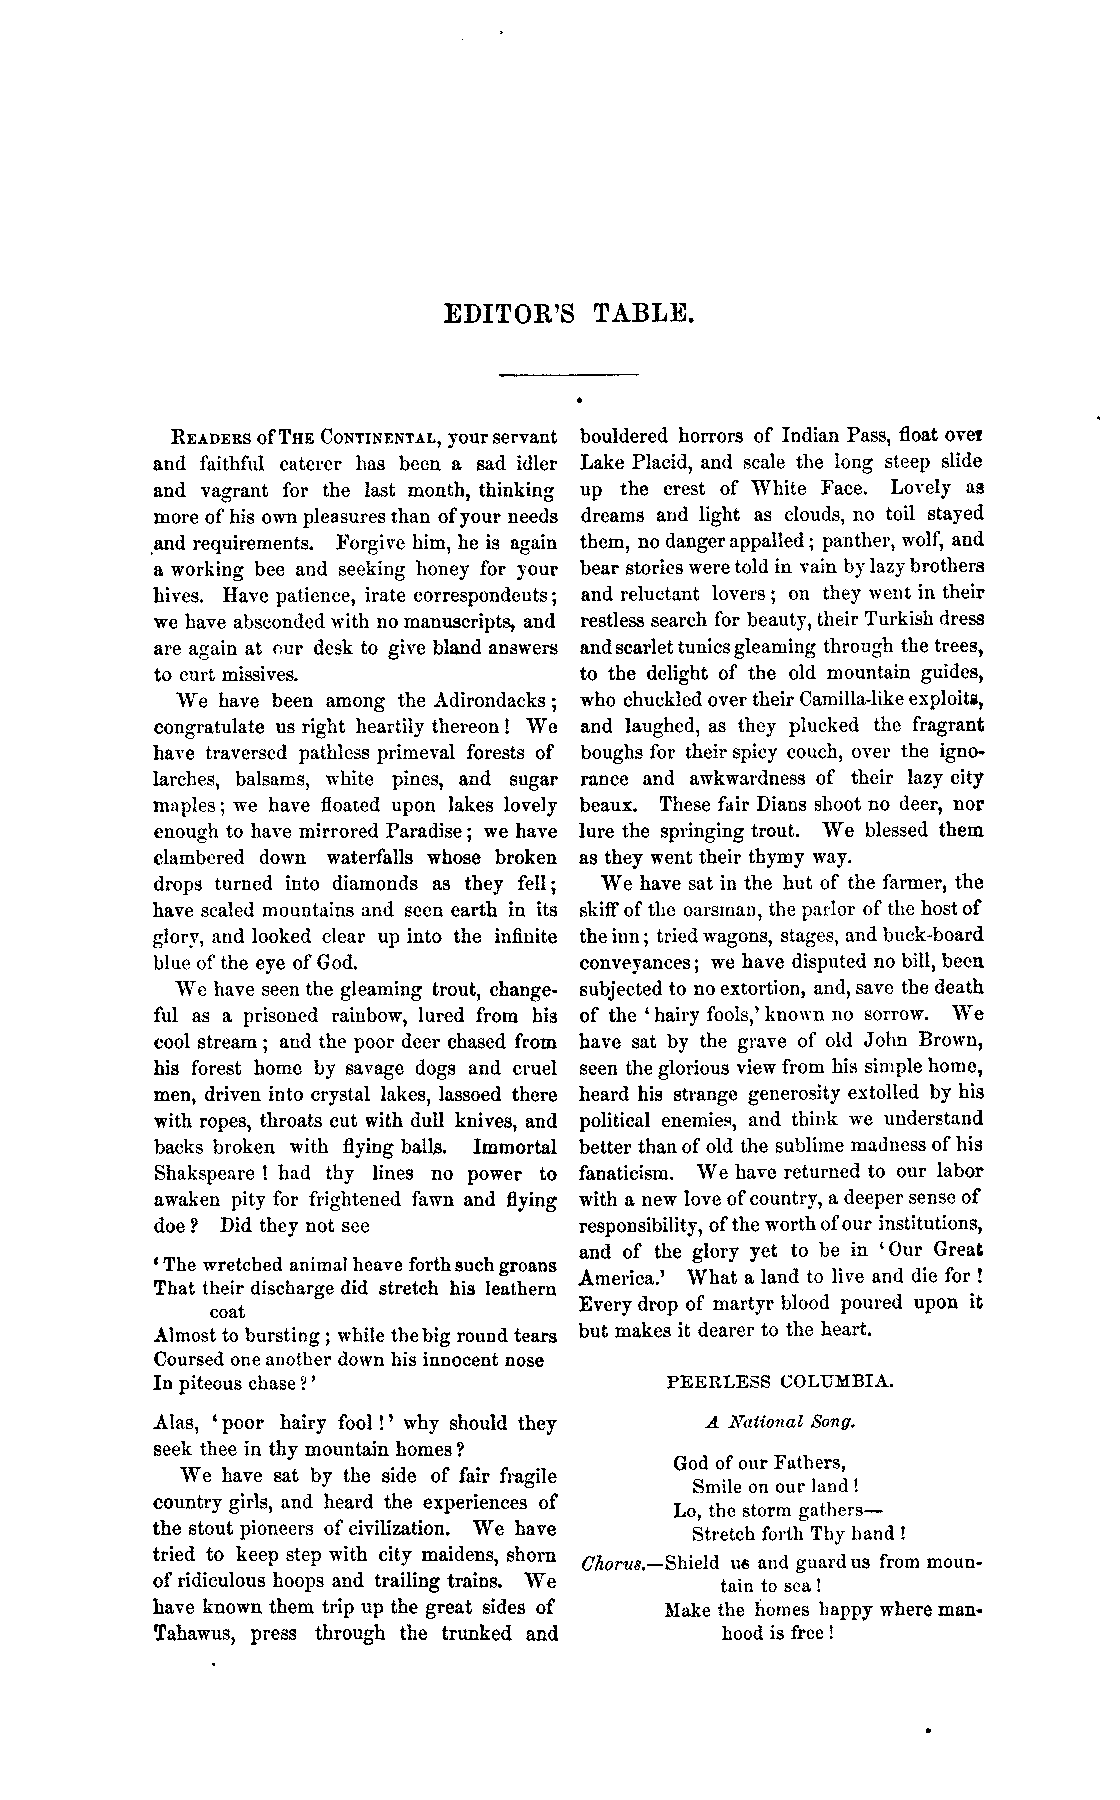 EDITOR'S TABLE.
READERS of THE CONTINENTAL, your servant
and faithful caterer has been a sad idler
and vagrant for the last month, thinking
more of his own pleasures than of your needs
and requirements. Forgive him, he is again
a working bee and seeking honey for your
hives. Have patience, irate correspondents;
we have absconded with no manuscripts, and
are again at our desk to give bland answers
to curt missives.
We have been among the Adirondacks;
congratulate us right heartily thereon! We
have traversed pathless primeval forests of
larches, balsams, white pines, and sugar
maples; we have floated upon lakes lovely
enough to have mirrored Paradise; we have
clambered down waterfalls whose broken
drops turned into diamonds as they fell;
have scaled mountains and seen earth in its
glory, and looked clear up into the infinite
blue of the eye of God.
We have seen the gleaming trout, change-
ful as a prisoned rainbow, lured from his
cool stream; and the poor deer chased from
his forest home by savage dogs and cruel
men, driven into crystal lakes, lassoed there
with ropes, throats cut with dull knives, and
backs broken with flying balls. Immortal
Shakspeare! had thy lines no power to
awaken pity for frightened fawn and flying
doe? Did they not see
'The wretched animal heave forth such groans
That their discharge did stretch his leathern
coat
Almost to bursting; while the big round tears
Coursed one another down his innocent nose
In piteous chase?'
Alas, 'poor hairy fool!' why should they
seek thee in thy mountain homes?
We have sat by the side of fair fragile
country girls, and heard the experiences of
the stout pioneers of civilization. We have
tried to keep step with city maidens, shorn
of ridiculous hoops and trailing trains. We
have known them trip up the great sides of
Tahawus, press through the trunked and
bouldered horrors of Indian Pass, float over
Lake Placid, and scale the long steep slide
up the crest of White Face. Lovely as
dreams and light as clouds, no toil stayed
them, no danger appalled; panther, wolf, and
bear stories were told in vain by lazy brothers
and reluctant lovers; on they went in their
restless search for beauty, their Turkish dress
and scarlet tunics gleaming through the trees,
to the delight of the old mountain guides,
who chuckled over their Camilla-like exploits,
and laughed, as they plucked the fragrant
boughs for their spicy couch, over the igno-
rance and awkwardness of their lazy city
beaux. These fair Dians shoot no deer, nor
lure the springing trout. We blessed them
as they went their thymy way.
We have sat in the hut of the farmer, the
skiff of the oarsman, the parlor of the host of
the inn; tried wagons, stages, and buck-board
conveyances; we have disputed no bill, been
subjected to no extortion, and, save the death
of the 'hairy fools,' known no sorrow. We
have sat by the grave of old John Brown,
seen the glorious view from his simple home,
heard his strange generosity extolled by his
political enemies, and think we understand
better than of old the sublime madness of his
fanaticism. We have returned to our labor
with a new love of country, a deeper sense of
responsibility, of the worth of our institutions,
and of the glory yet to be in 'Our Great
America.' What a land to live and die for!
Every drop of martyr blood poured upon it
but makes it dearer to the heart.
PEERLESS COLUMBIA.
A National Song.
God of our Fathers,
Smile on our land!
Lo, the storm gathers—
Stretch forth Thy hand!
Chorus.—Shield us and guard us from moun-
tain to sea!
Make the homes happy where man-
hood is free!